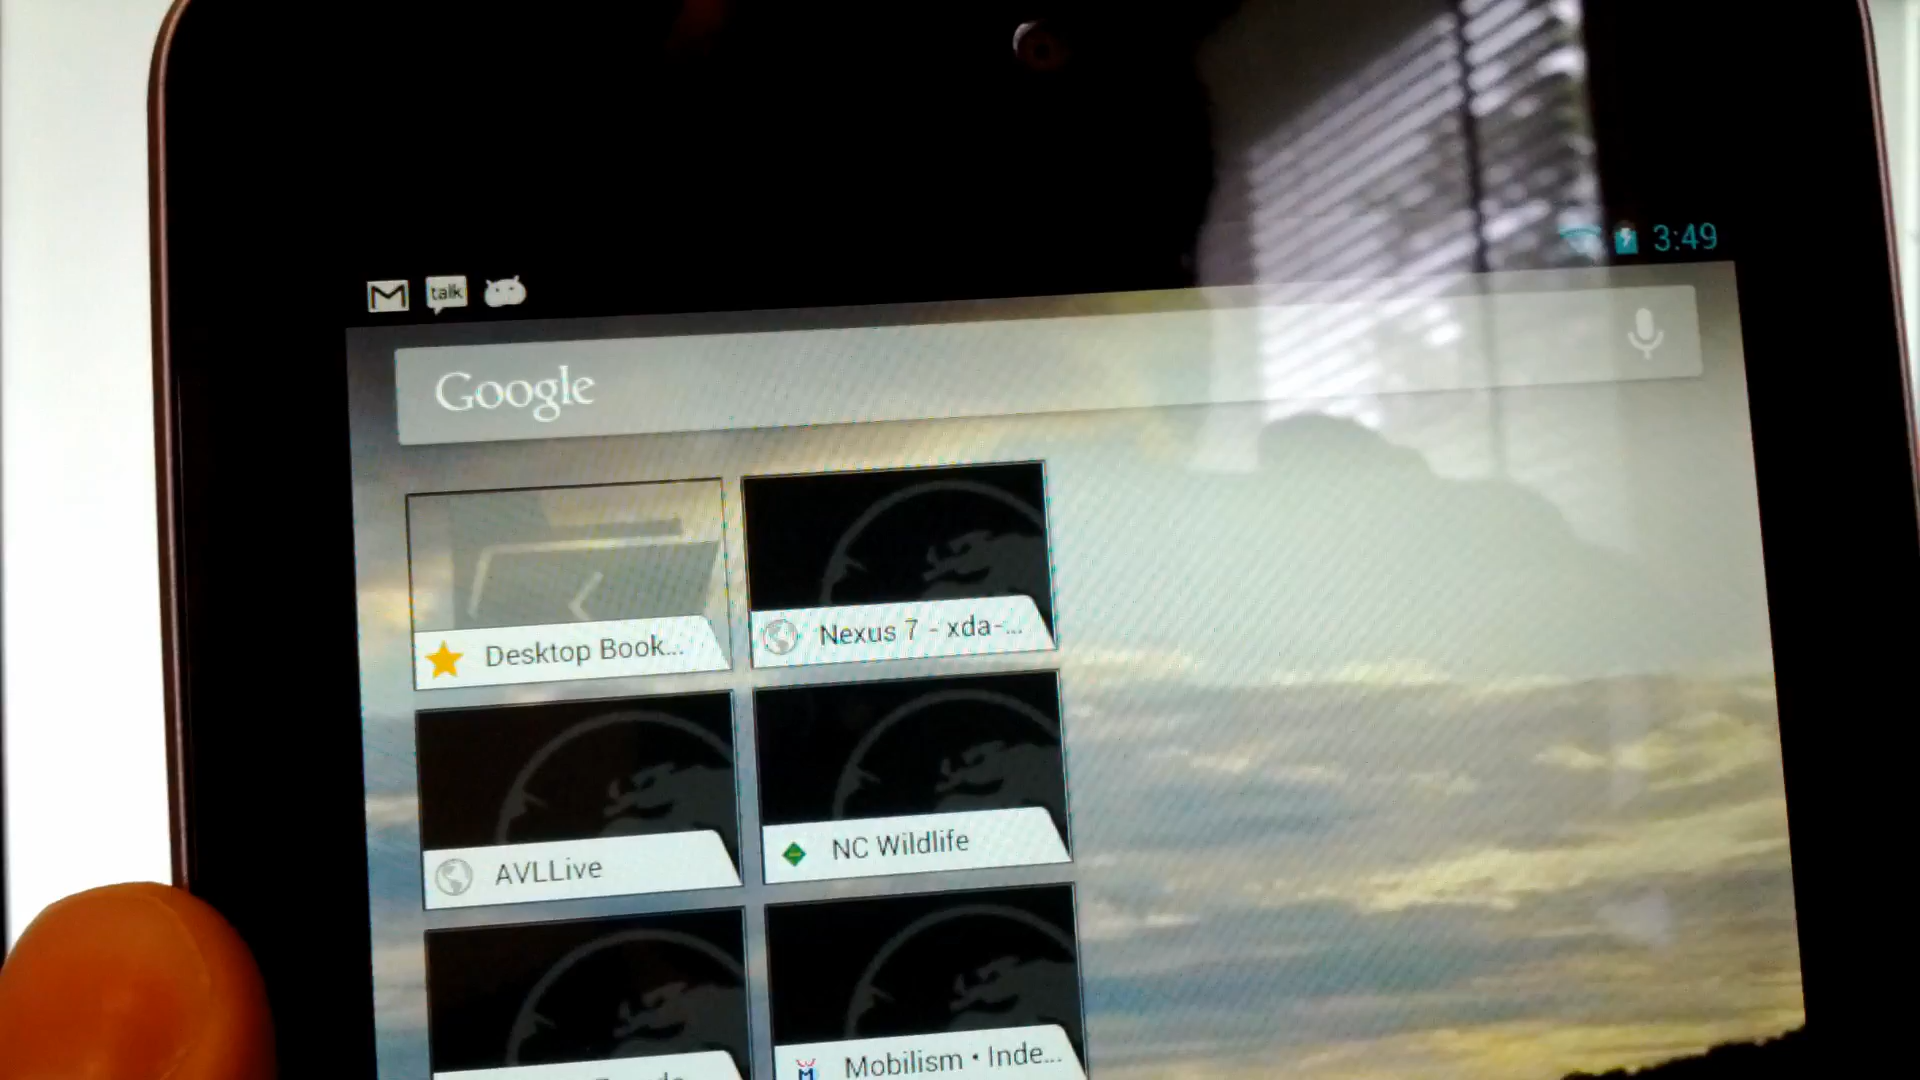 3:49
talk
Google
Desktop Book...
Nexus 7 - xda-...
AVLLive
NC Wildlife
Mobilism • Inde...